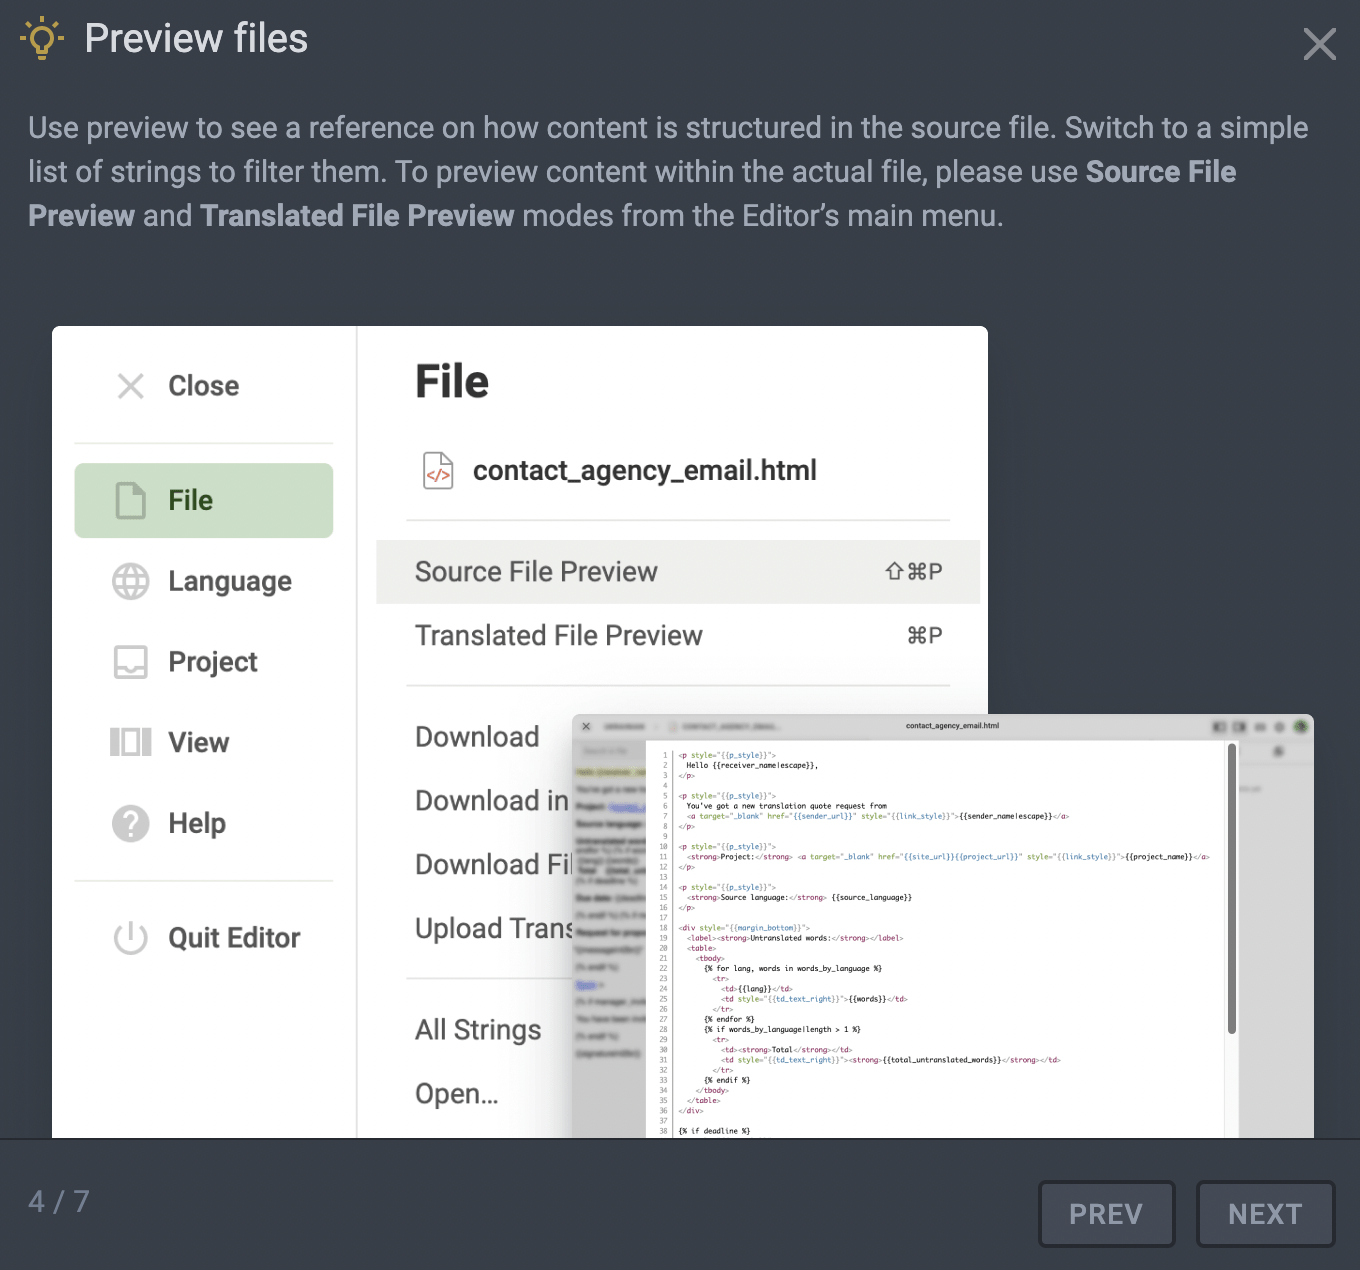 Preview files
Use preview to see a reference on how content is structured in the source file. Switch to a simple
list of strings to filter them. To preview content within the actual file, please use Source File
Preview and Translated File Preview modes from the Editor’s main menu.
Close
File
Language
Project
View
Help
Quit Editor
File
contact_agency_email.html
Source File Preview ⇧⌘P
Translated File Preview ⌘P
Download
Download in
Download Fil
Upload Trans
All Strings
Open...
contact_agency_email.html
1 <p style="{{p_style}}">
2 Hello {{receiver_name|escape}},
3 </p>
4
5 <p style="{{p_style}}">
6 You've got a new translation quote request from
7 <a target="_blank" href="{{sender_url}}" style="{{link_style}}">{{sender_name|escape}}</a>
8 </p>
9
10 <p style="{{p_style}}">
11 <strong>Project:</strong> <a target="_blank" href="{{site_url}}{{project_url}}" style="{{link_style}}">{{project_name}}</a>
12 </p>
13
14 <p style="{{p_style}}">
15 <strong>Source language:</strong> {{source_language}}
16 </p>
17
18 <div style="{{margin_bottom}}">
19 <label><strong>Untranslated words:</strong></label>
20 <table>
21 <tbody>
22 {% for lang, words in words_by_language %}
23 <tr>
24 <td>{{lang}}</td>
25 <td style="{{td_text_right}}">{{words}}</td>
26 </tr>
27 {% endfor %}
28 {% if words_by_language|length > 1 %}
29 <tr>
30 <td><strong>Total</strong></td>
31 <td style="{{td_text_right}}"><strong>{{total_untranslated_words}}</strong></td>
32 </tr>
33 {% endif %}
34 </tbody>
35 </table>
36 </div>
37
38 {% if deadline %}
4 / 7
PREV
NEXT